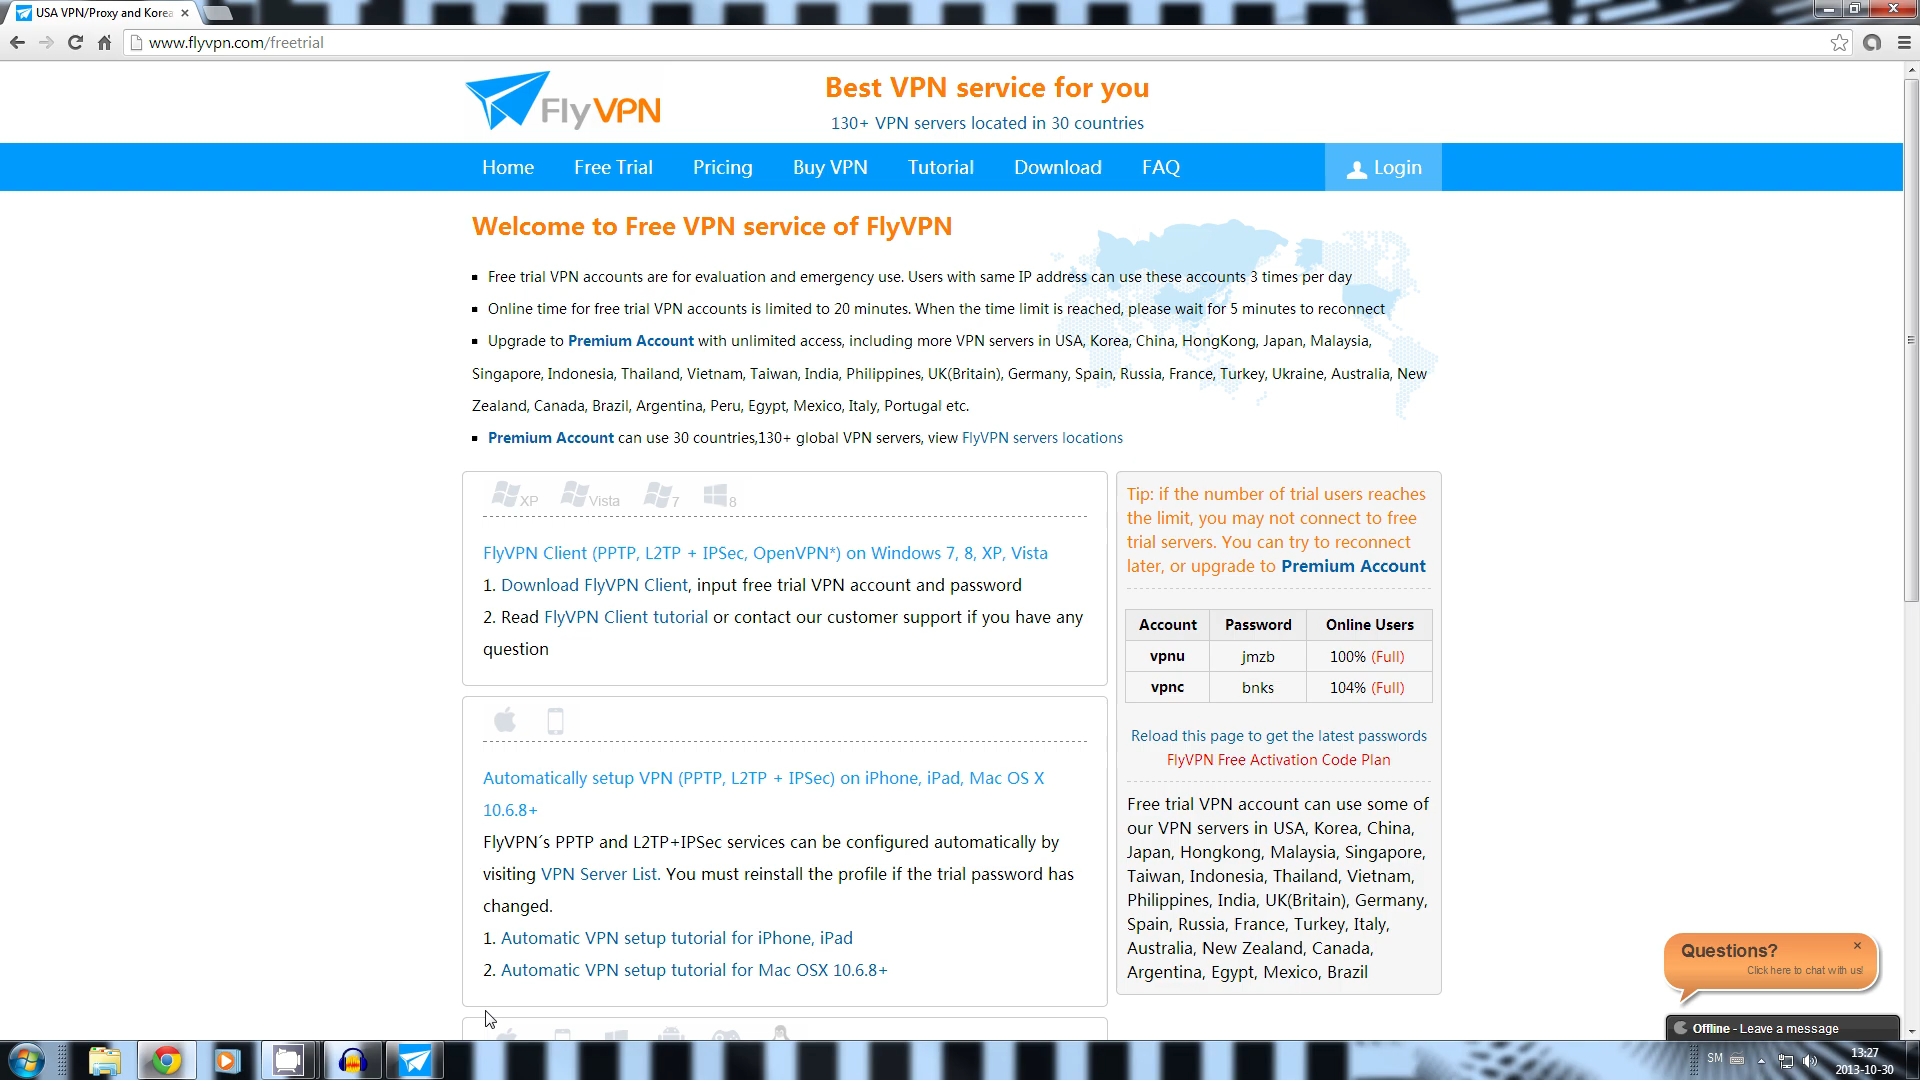 USA VPN/Proxy and Korea
www.flyvpn.com/freetrial
FlyVPN
Best VPN service for you
130+ VPN servers located in 30 countries
Home Free Trial Pricing Buy VPN Tutorial Download FAQ Login
Welcome to Free VPN service of FlyVPN
Free trial VPN accounts are for evaluation and emergency use. Users with same IP address can use these accounts 3 times per day
Online time for free trial VPN accounts is limited to 20 minutes. When the time limit is reached, please wait for 5 minutes to reconnect
Upgrade to Premium Account with unlimited access, including more VPN servers in USA, Korea, China, HongKong, Japan, Malaysia,
Singapore, Indonesia, Thailand, Vietnam, Taiwan, India, Philippines, UK(Britain), Germany, Spain, Russia, France, Turkey, Ukraine, Australia, New
Zealand, Canada, Brazil, Argentina, Peru, Egypt, Mexico, Italy, Portugal etc.
Premium Account can use 30 countries,130+ global VPN servers, view FlyVPN servers locations
XP Vista 7 8
FlyVPN Client (PPTP, L2TP + IPSec, OpenVPN*) on Windows 7, 8, XP, Vista
1. Download FlyVPN Client, input free trial VPN account and password
2. Read FlyVPN Client tutorial or contact our customer support if you have any
question
Automatically setup VPN (PPTP, L2TP + IPSec) on iPhone, iPad, Mac OS X
10.6.8+
FlyVPN´s PPTP and L2TP+IPSec services can be configured automatically by
visiting VPN Server List. You must reinstall the profile if the trial password has
changed.
1. Automatic VPN setup tutorial for iPhone, iPad
2. Automatic VPN setup tutorial for Mac OSX 10.6.8+
Tip: if the number of trial users reaches
the limit, you may not connect to free
trial servers. You can try to reconnect
later, or upgrade to Premium Account
Account Password Online Users
vpnu jmzb 100% (Full)
vpnc bnks 104% (Full)
Reload this page to get the latest passwords
FlyVPN Free Activation Code Plan
Free trial VPN account can use some of
our VPN servers in USA, Korea, China,
Japan, Hongkong, Malaysia, Singapore,
Taiwan, Indonesia, Thailand, Vietnam,
Philippines, India, UK(Britain), Germany,
Spain, Russia, France, Turkey, Italy,
Australia, New Zealand, Canada,
Argentina, Egypt, Mexico, Brazil
Questions?
Click here to chat with us!
Offline - Leave a message
SM
13:27
2013-10-30